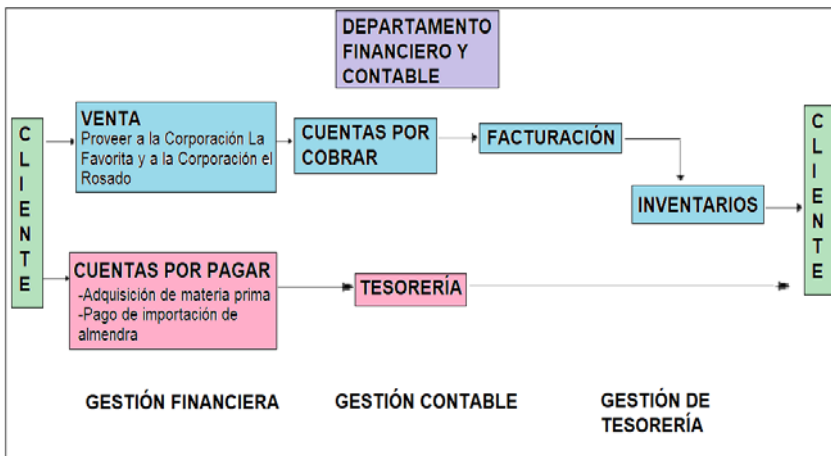 DEPARTAMENTO
FINANCIERO Y
CONTABLE
CLIENTE
VENTA
Proveer a la Corporación La
Favorita y a la Corporación el
Rosado
CUENTAS POR
COBRAR
FACTURACIÓN
INVENTARIOS
CLIENTE
CUENTAS POR PAGAR
-Adquisición de materia prima
-Pago de importación de
almendra
TESORERÍA
GESTIÓN FINANCIERA
GESTIÓN CONTABLE
GESTIÓN DE
TESORERÍA